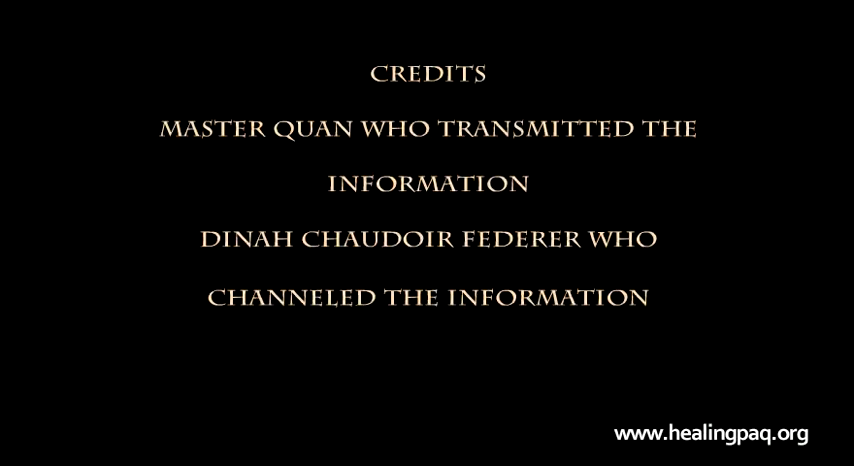 CREDITS
MASTER QUAN WHO TRANSMITTED THE
INFORMATION
DINAH CHAUDOIR FEDERER WHO
CHANNELED THE INFORMATION
www.healingpaq.org